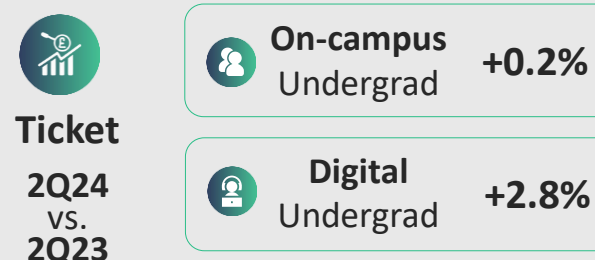 Ticket
2Q24
vs.
2Q23
On-campus
Undergrad
+0.2%
Digital
Undergrad
+2.8%